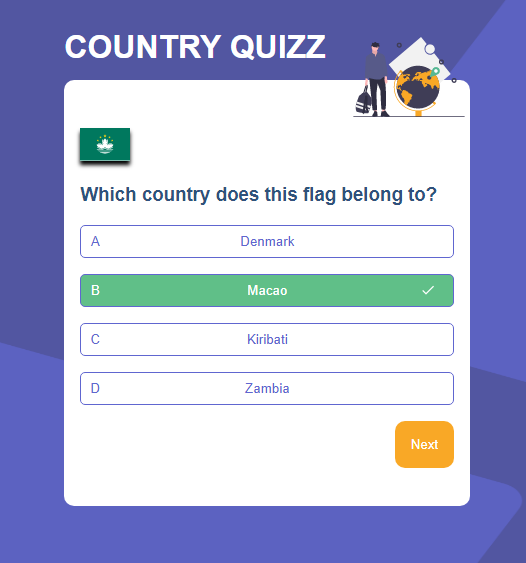 COUNTRY QUIZZ
Which country does this flag belong to?
A Denmark
B Macao
C Kiribati
D Zambia
Next